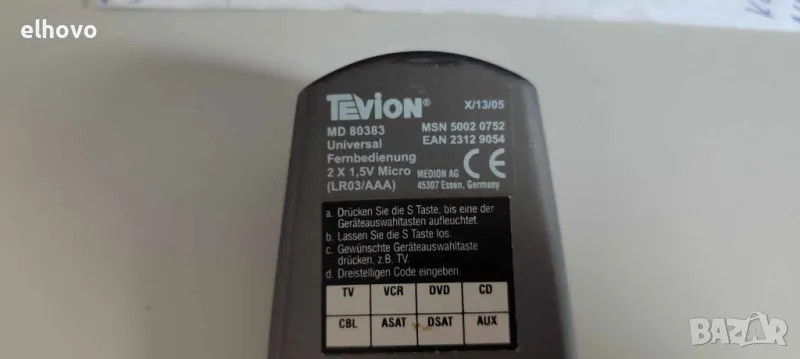 elhovo
TEVION® X/13/05
MD 80383 MSN 5002 0752
Universal EAN 2312 9054
Fernbedienung
2 X 1,5V Micro MEDION AG CE
(LR03/AAA) 45307 Essen, Germany
a. Drücken Sie die S Taste, bis eine der
Geräteauswahltasten aufleuchtet.
b. Lassen Sie die S Taste los.
c. Gewünschte Geräteauswahltaste
drücken, z.B. TV.
d. Dreistelligen Code eingeben.
TV VCR DVD CD
CBL ASAT DSAT AUX
BAZAR